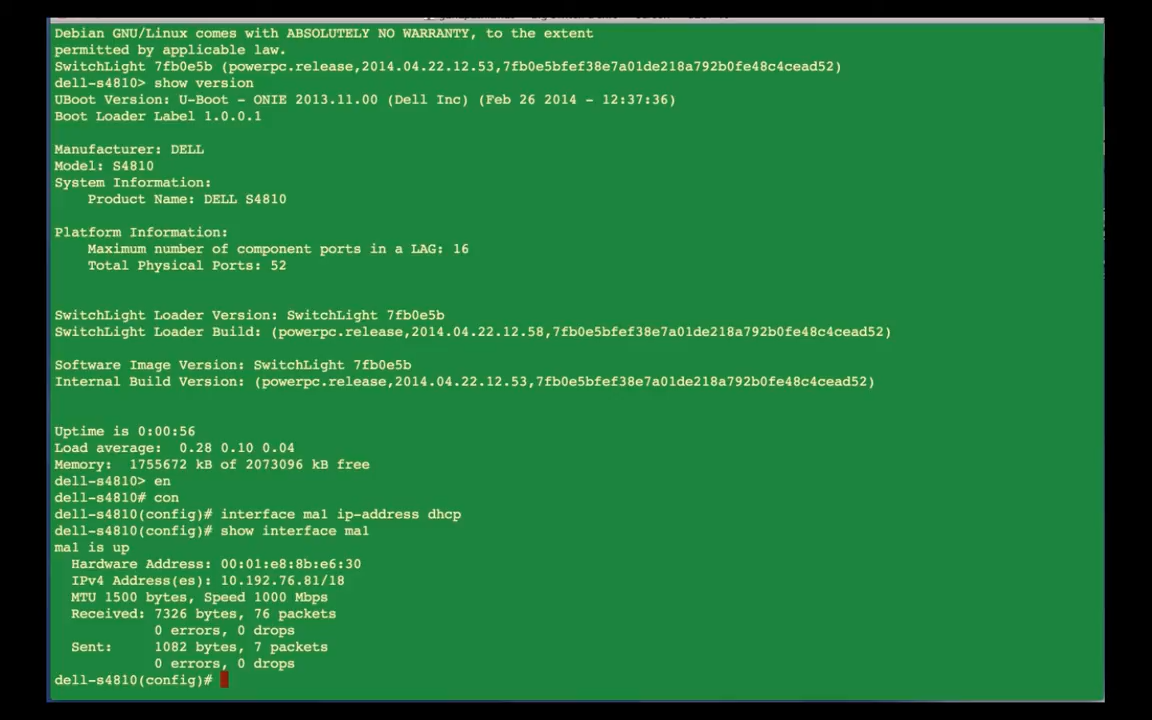 Debian GNU/Linux comes with ABSOLUTELY NO WARRANTY, to the extent
permitted by applicable law.
SwitchLight 7fb0e5b (powerpc.release,2014.04.22.12.53,7fb0e5bfef38e7a01de218a792b0fe48c4cead52)
dell-s4810> show version
UBoot Version: U-Boot - ONIE 2013.11.00 (Dell Inc) (Feb 26 2014 - 12:37:36)
Boot Loader Label 1.0.0.1
Manufacturer: DELL
Model: S4810
System Information:
Product Name: DELL S4810
Platform Information:
Maximum number of component ports in a LAG: 16
Total Physical Ports: 52
SwitchLight Loader Version: SwitchLight 7fb0e5b
SwitchLight Loader Build: (powerpc.release,2014.04.22.12.58,7fb0e5bfef38e7a01de218a792b0fe48c4cead52)
Software Image Version: SwitchLight 7fb0e5b
Internal Build Version: (powerpc.release,2014.04.22.12.53,7fb0e5bfef38e7a01de218a792b0fe48c4cead52)
Uptime is 0:00:56
Load average:  0.28 0.10 0.04
Memory:  1755672 kB of 2073096 kB free
dell-s4810> en
dell-s4810# con
dell-s4810(config)# interface ma1 ip-address dhcp
dell-s4810(config)# show interface ma1
ma1 is up
Hardware Address: 00:01:e8:8b:e6:30
IPv4 Address(es): 10.192.76.81/18
MTU 1500 bytes, Speed 1000 Mbps
Received: 7326 bytes, 76 packets
0 errors, 0 drops
Sent:     1082 bytes, 7 packets
0 errors, 0 drops
dell-s4810(config)#